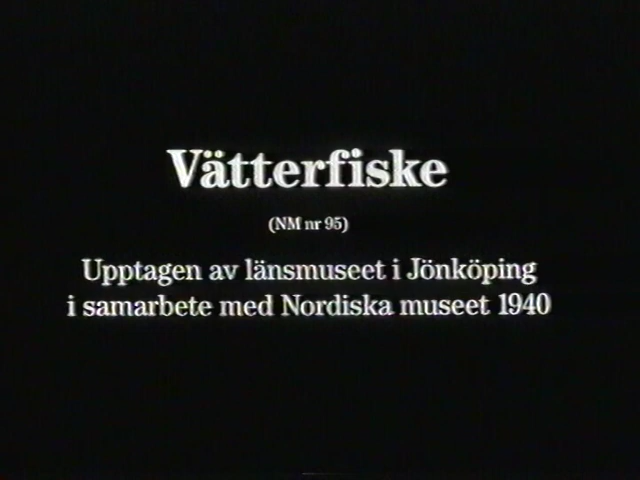 Vätterfiske
(NM nr 95)
Upptagen av länsmuseet i Jönköping
i samarbete med Nordiska museet 1940